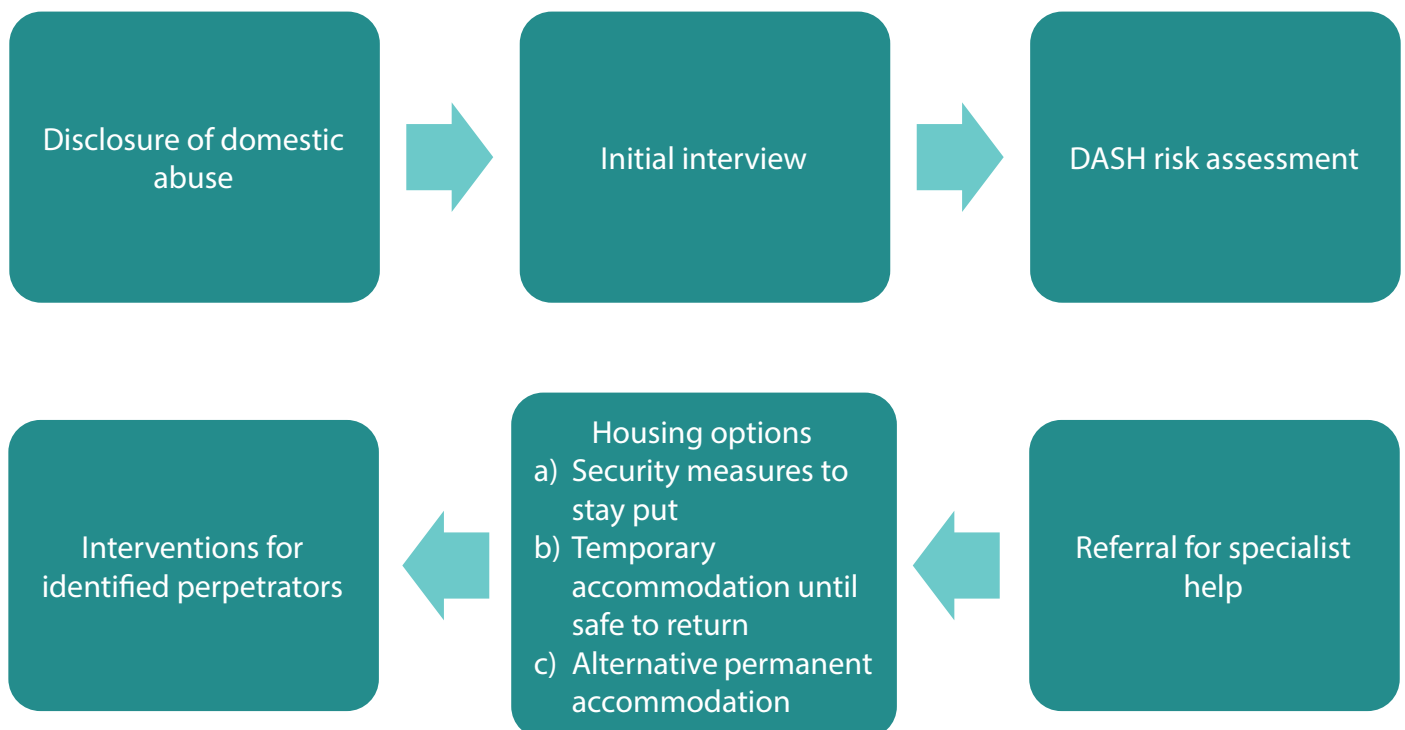 Disclosure of domestic
abuse
Initial interview
DASH risk assessment
Referral for specialist
help
Housing options
a) Security measures to
stay put
b) Temporary
accommodation until
safe to return
c) Alternative permanent
accommodation
Interventions for
identified perpetrators